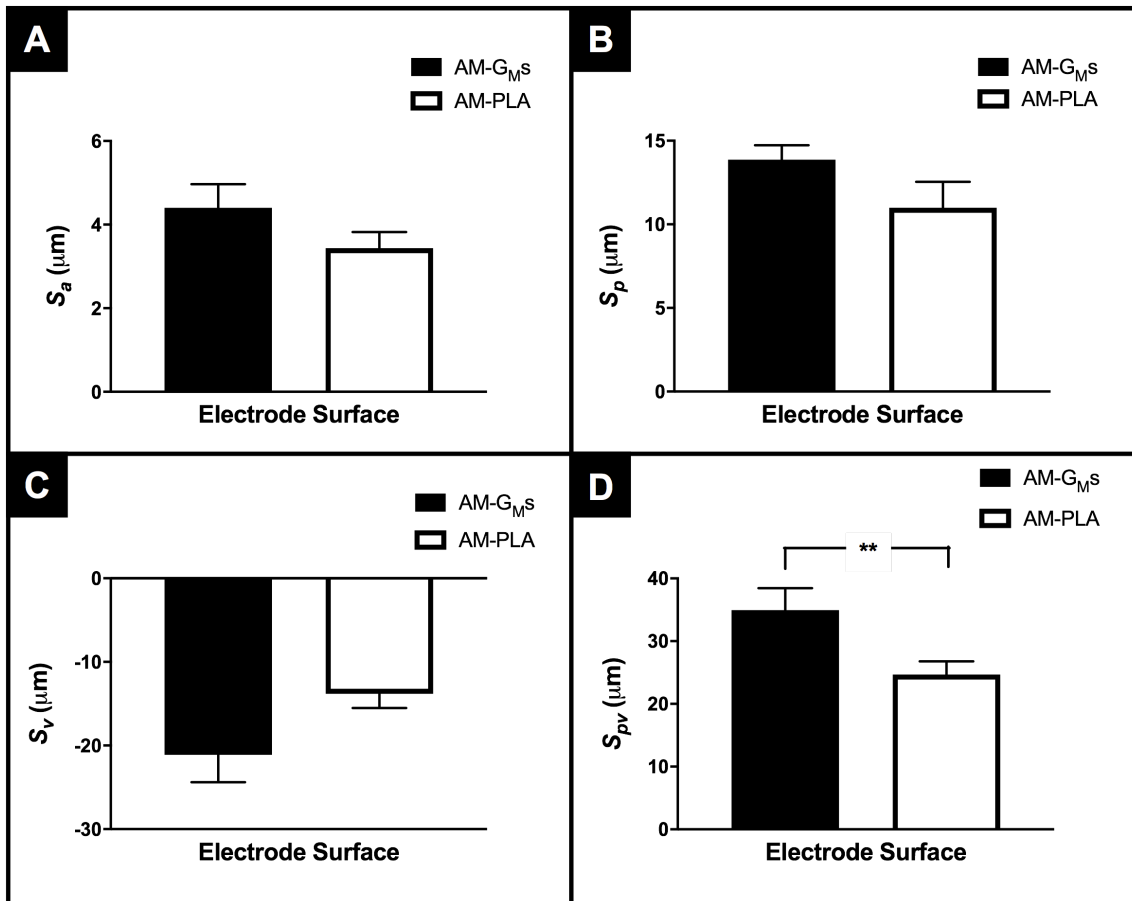 A
AM-GMs
AM-PLA
6
4
2
0
Sa (μm)
Electrode Surface
B
AM-GMs
AM-PLA
15
10
5
0
Sp (μm)
Electrode Surface
C
AM-GMs
AM-PLA
0
-10
-20
-30
Sv (μm)
Electrode Surface
D
AM-GMs
AM-PLA
**
40
30
20
10
0
Spv (μm)
Electrode Surface